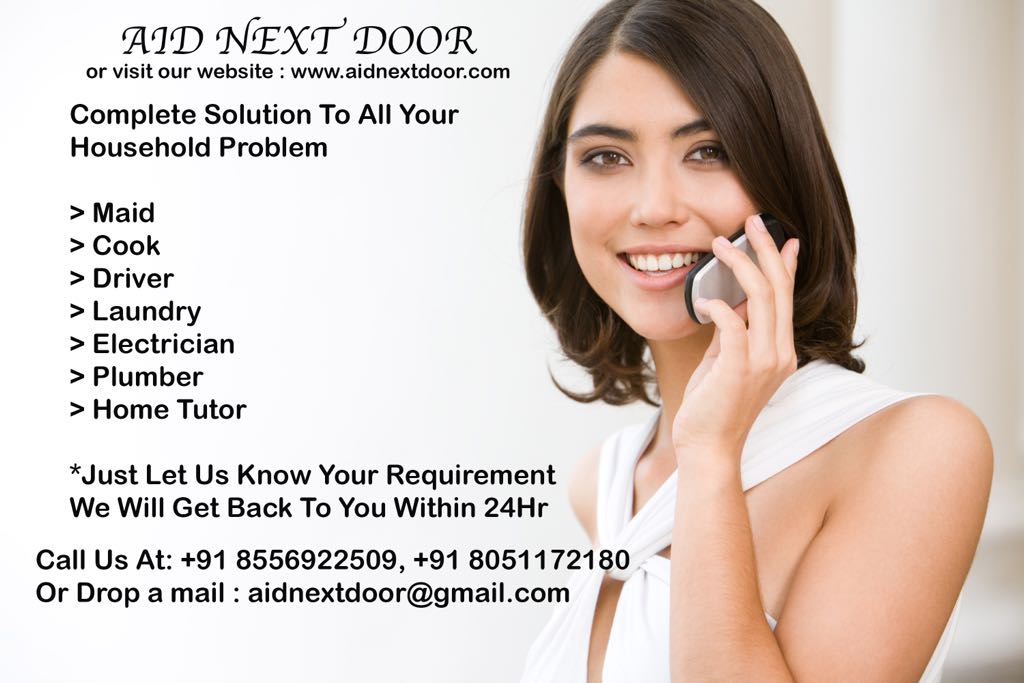 AID NEXT DOOR
or visit our website : www.aidnextdoor.com
Complete Solution To All Your
Household Problem
> Maid
> Cook
> Driver
> Laundry
> Electrician
> Plumber
> Home Tutor
*Just Let Us Know Your Requirement
We Will Get Back To You Within 24Hr
Call Us At: +91 8556922509, +91 8051172180
Or Drop a mail : aidnextdoor@gmail.com